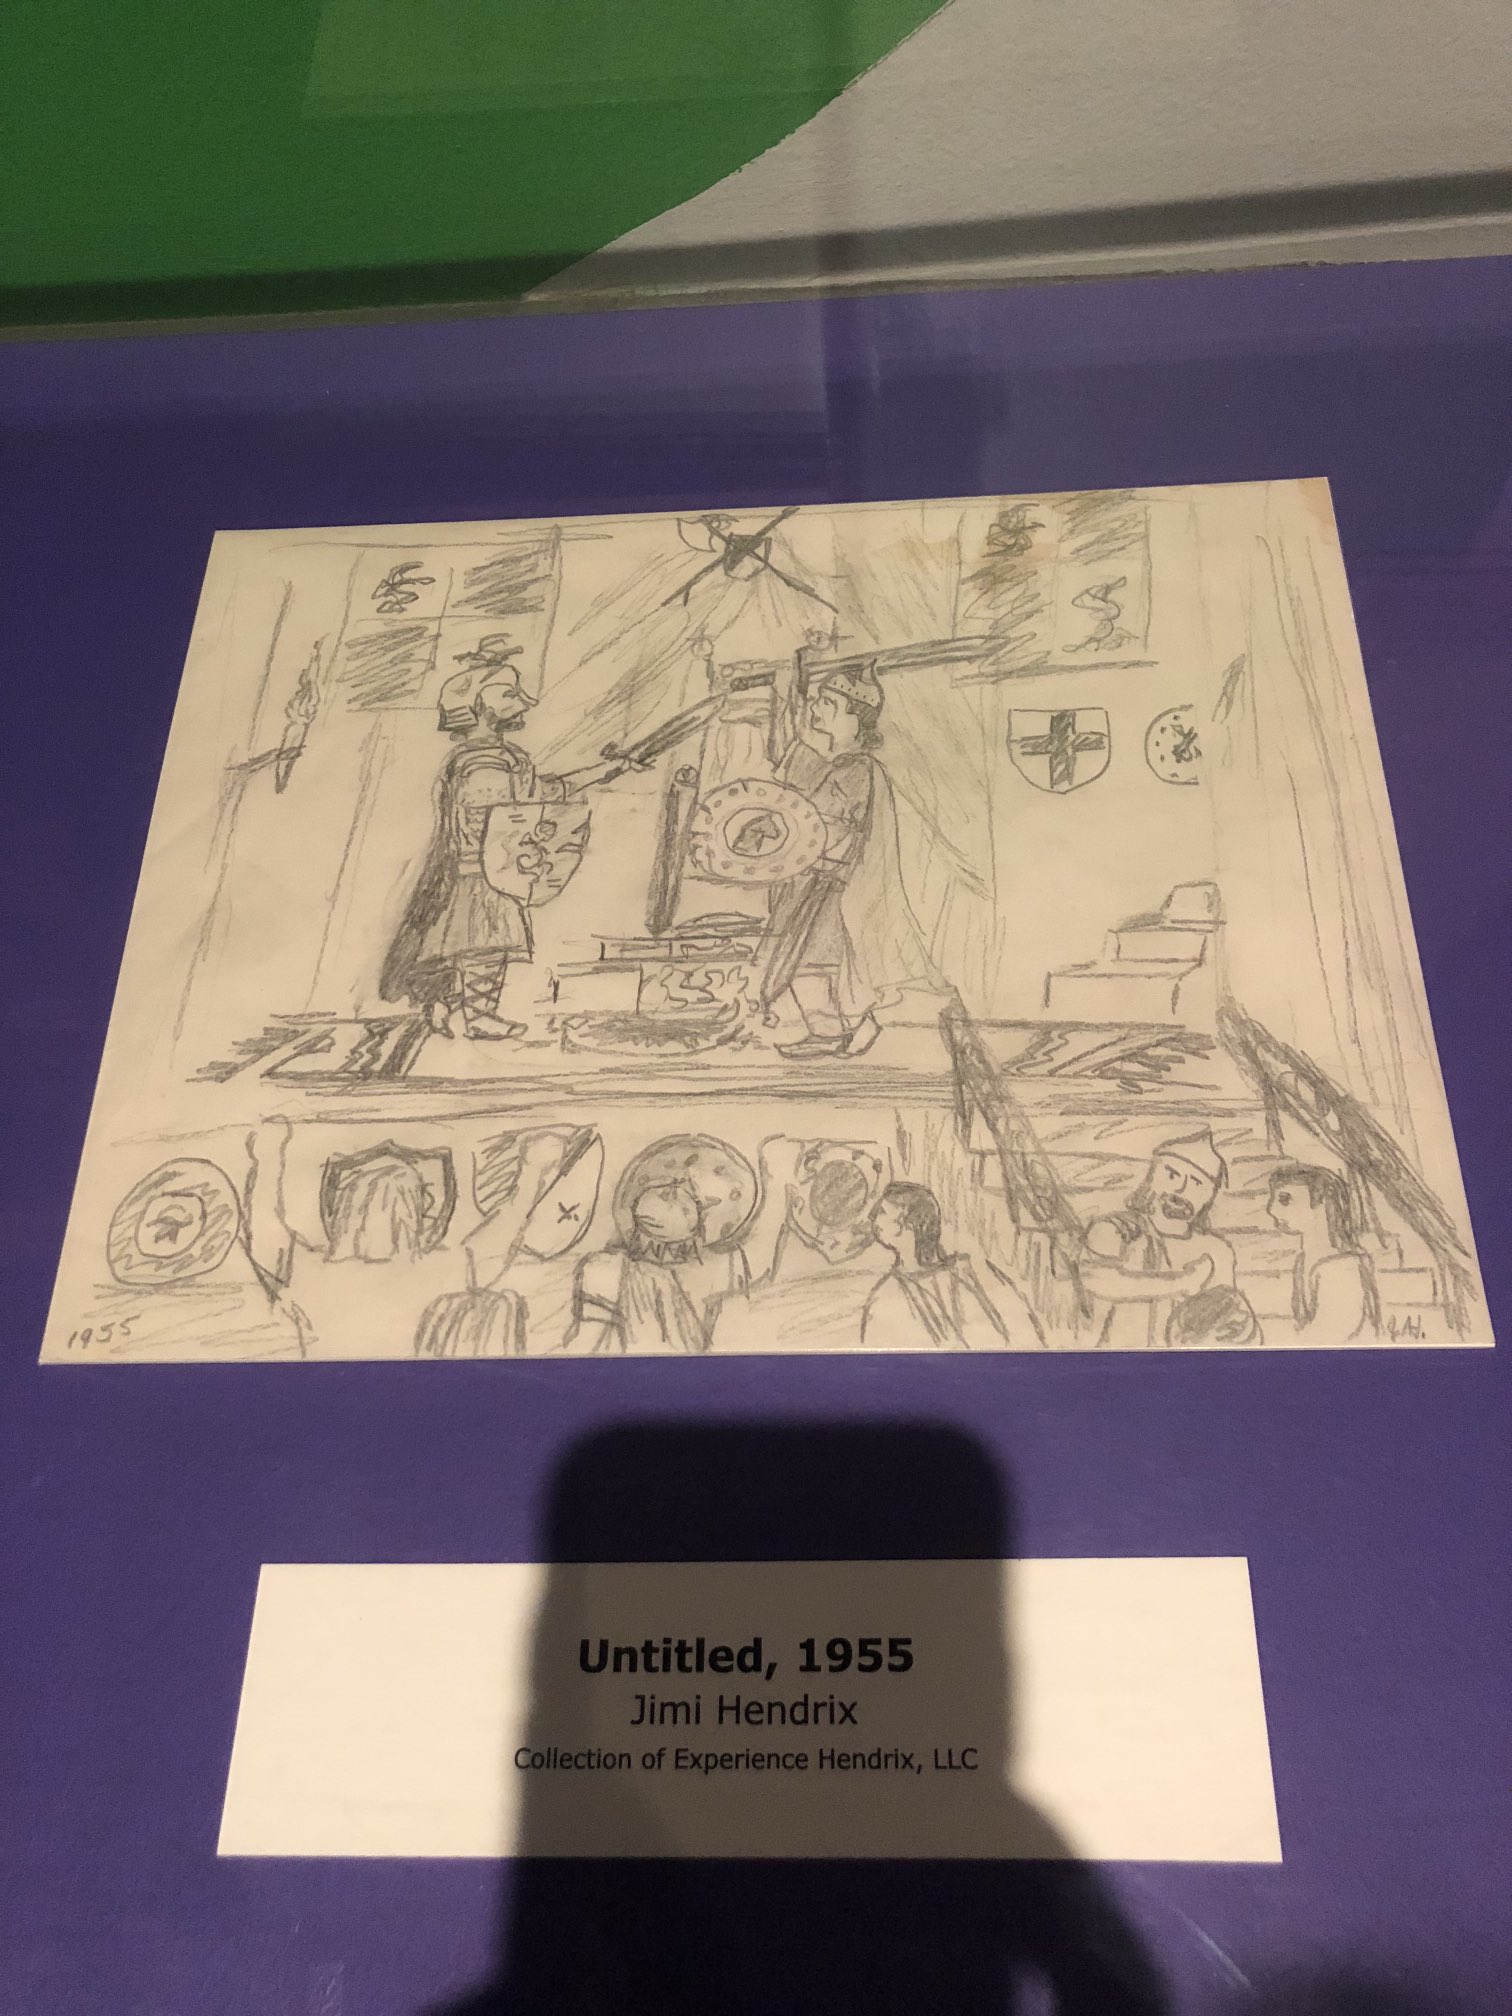 1955
J.H.
Untitled, 1955
Jimi Hendrix
Collection of Experience Hendrix, LLC